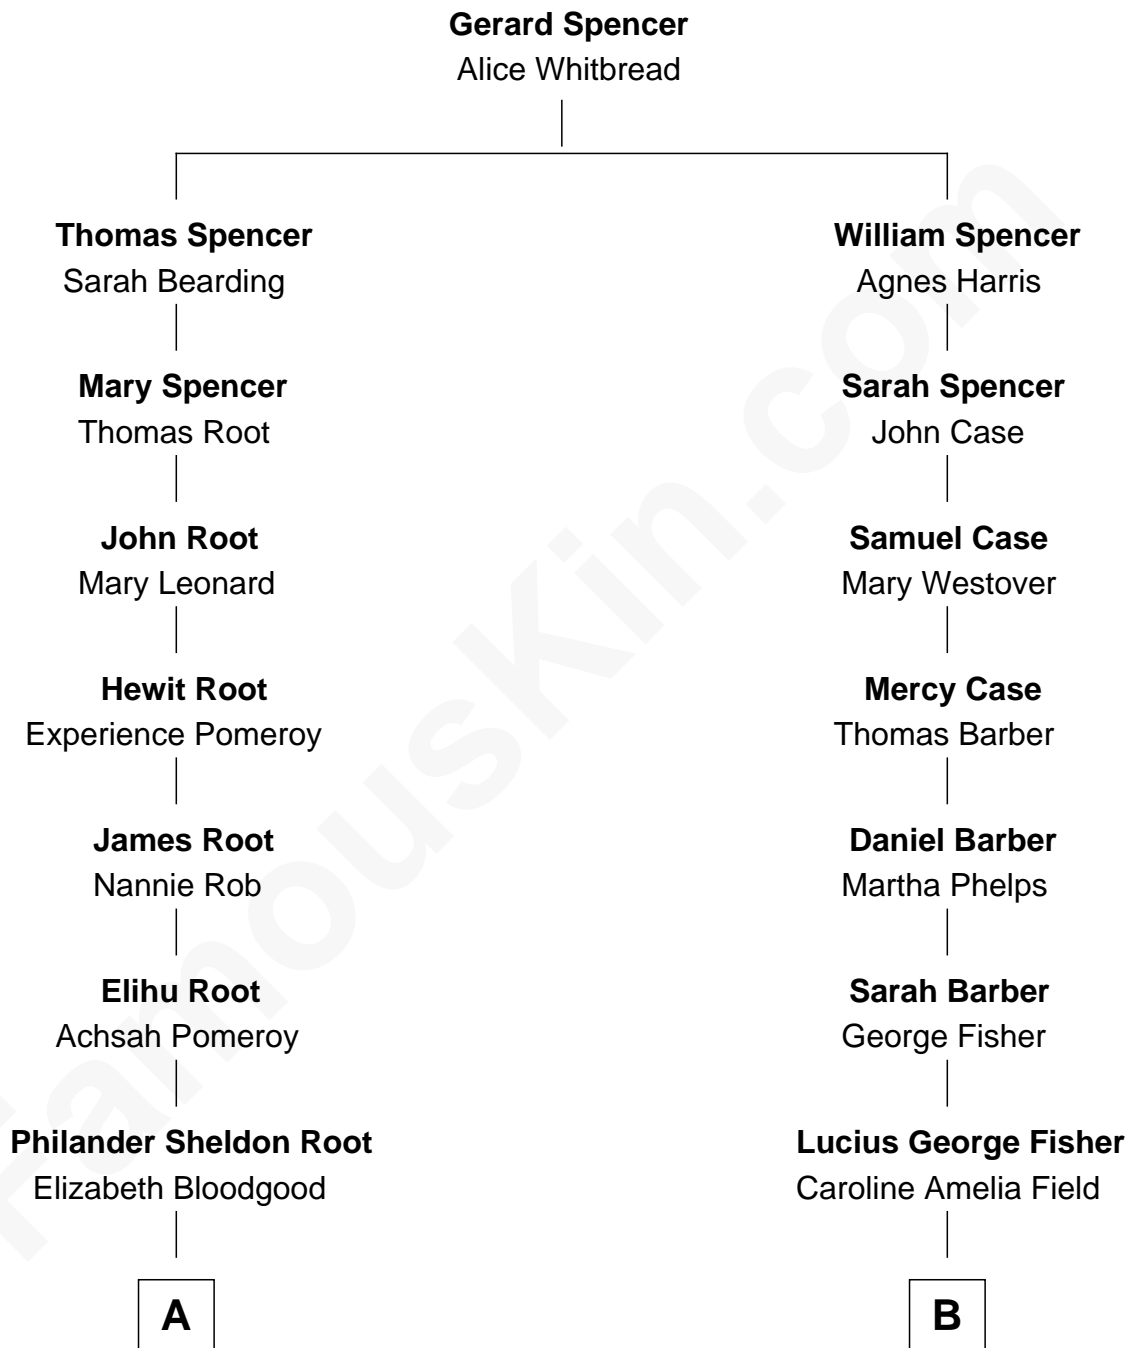 Gerard Spencer
Alice Whitbread
Thomas Spencer
Sarah Bearding
William Spencer
Agnes Harris
Mary Spencer
Thomas Root
Sarah Spencer
John Case
John Root
Mary Leonard
Samuel Case
Mary Westover
Hewit Root
Experience Pomeroy
Mercy Case
Thomas Barber
James Root
Nannie Rob
Daniel Barber
Martha Phelps
Elihu Root
Achsah Pomeroy
Sarah Barber
George Fisher
Philander Sheldon Root
Elizabeth Bloodgood
Lucius George Fisher
Caroline Amelia Field
A
B
FamousKin.com